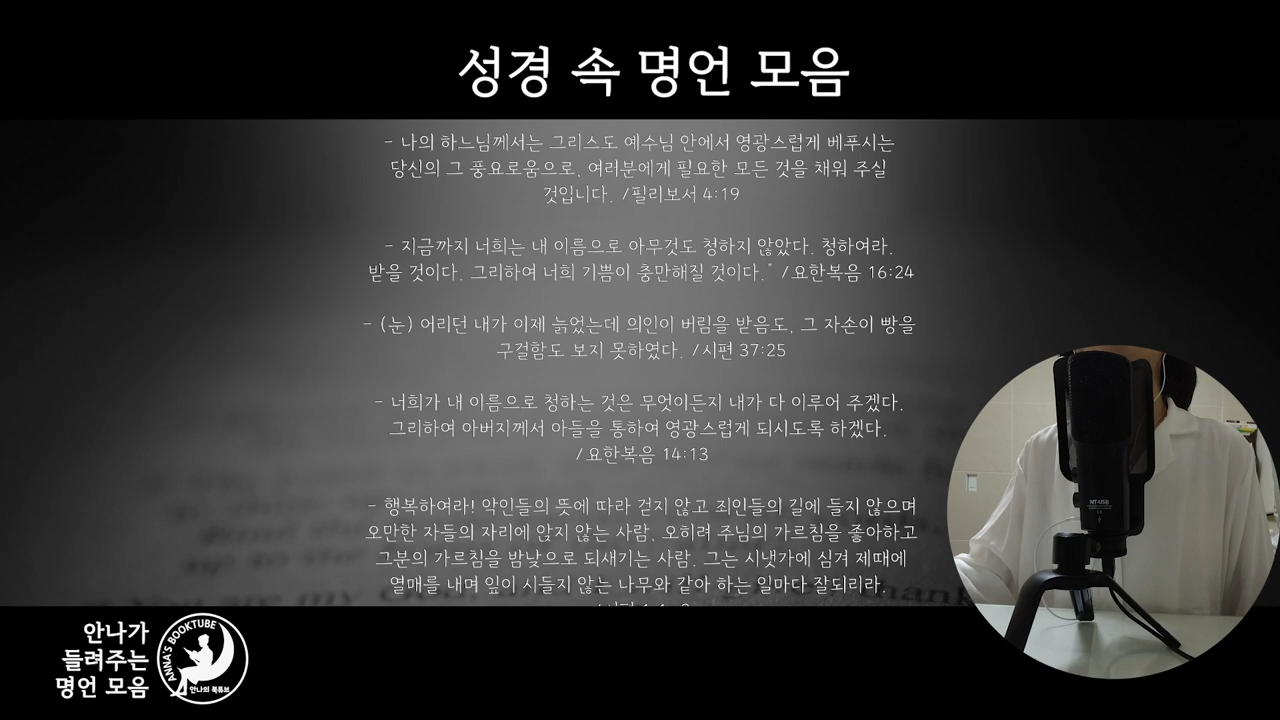 성경 속 명언 모음
- 나의 하느님께서는 그리스도 예수님 안에서 영광스럽게 베푸시는
당신의 그 풍요로움으로, 여러분에게 필요한 모든 것을 채워 주실
것입니다. /필리보서 4:19
- 지금까지 너희는 내 이름으로 아무것도 청하지 않았다. 청하여라.
받을 것이다. 그리하여 너희 기쁨이 충만해질 것이다." /요한복음 16:24
- (눈) 어리던 내가 이제 늙었는데 의인이 버림을 받음도, 그 자손이 빵을
구걸함도 보지 못하였다. /시편 37:25
- 너희가 내 이름으로 청하는 것은 무엇이든지 내가 다 이루어 주겠다.
그리하여 아버지께서 아들을 통하여 영광스럽게 되시도록 하겠다.
/요한복음 14:13
- 행복하여라! 악인들의 뜻에 따라 걷지 않고 죄인들의 길에 들지 않으며
오만한 자들의 자리에 앉지 않는 사람, 오히려 주님의 가르침을 좋아하고
그분의 가르침을 밤낮으로 되새기는 사람. 그는 시냇가에 심겨 제때에
열매를 내며 잎이 시들지 않는 나무와 같아 하는 일마다 잘되리라.
안나가
들려주는
명언 모음
ANNA'S BOOKTUBE
안나의 북튜브
NT-USB